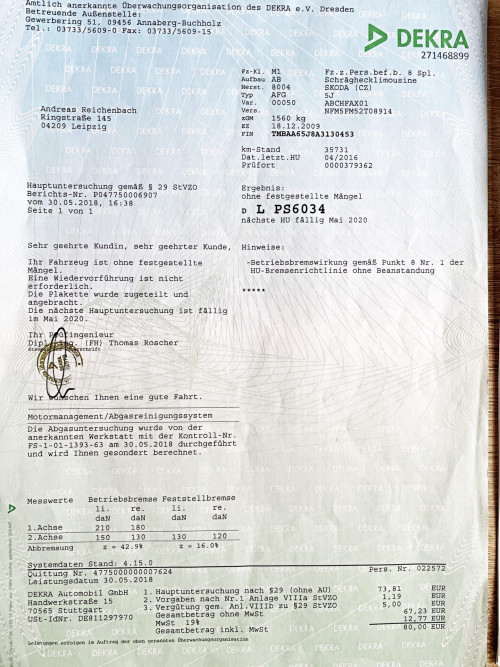 Amtlich anerkannte Überwachungsorganisation des DEKRA e.V. Dresden
Betreuende Außenstelle:
Gewerbering 51, 09456 Annaberg-Buchholz
Tel.: 03733/5609-0 Fax: 03733/5609-15
DEKRA
271468899
Fz-Kl. M1 Fz.z.Pers.bef.b. 8 Spl.
Aufbau AB Schräghecklimousine
Herst. 8004 SKODA (CZ)
Typ AFG 5J
Var. 00050 ABCHFAX01
Vers. NFM5FM52T08914
zGM 1560 kg
EZ 18.12.2009
FIN TMBAA65J8A3130453
Andreas Reichenbach
Ringstraße 145
04209 Leipzig
km-Stand 35731
Dat.letzt.HU 04/2016
Prüfort 0000379362
Hauptuntersuchung gemäß § 29 StVZO
Berichts-Nr. P047750006907
vom 30.05.2018, 16:38
Seite 1 von 1
Ergebnis:
ohne festgestellte Mängel
D L PS6034
nächste HU fällig Mai 2020
Sehr geehrte Kundin, sehr geehrter Kunde,
Ihr Fahrzeug ist ohne festgestellte
Mängel.
Eine Wiedervorführung ist nicht
erforderlich.
Die Plakette wurde zugeteilt und
angebracht.
Die nächste Hauptuntersuchung ist fällig
im Mai 2020.
Hinweise:
-Betriebsbremswirkung gemäß Punkt 8 Nr. 1 der
HU-Bremsenrichtlinie ohne Beanstandung
*****
Ihr Prüfingenieur
Dipl.-Ing. (FH) Thomas Roscher
Wir wünschen Ihnen eine gute Fahrt.
Motormanagement/Abgasreinigungssystem
Die Abgasuntersuchung wurde von der
anerkannten Werkstatt mit der Kontroll-Nr.
FS-1-01-1393-63 am 30.05.2018 durchgeführt
und wird Ihnen gesondert berechnet.
Messwerte Betriebsbremse Feststellbremse
li. re. li. re.
daN daN daN daN
1.Achse 210 180
2.Achse 150 130 130 120
Abbremsung z = 42.9% z = 16.0%
Systemdaten Stand: 4.15.0
Quittung Nr. 4775000000007624 Pers. Nr. 022572
Leistungsdatum 30.05.2018
DEKRA Automobil GmbH
Handwerkstraße 15
70565 Stuttgart
USt-IdNr. DE811297970
1. Hauptuntersuchung nach §29 (ohne AU) 73,81 EUR
2. Vorgaben nach Nr.1 Anlage VIIIa StVZO 1,19 EUR
3. Vergütung gem. Anl.VIIIb zu §29 StVZO 5,00 EUR
Gesamtbetrag ohne MwSt 67,23 EUR
MwSt 19% 12,77 EUR
Gesamtbetrag inkl. MwSt 80,00 EUR
Leistungen erfolgen im Auftrag der oben genannten Überwachungsorganisation